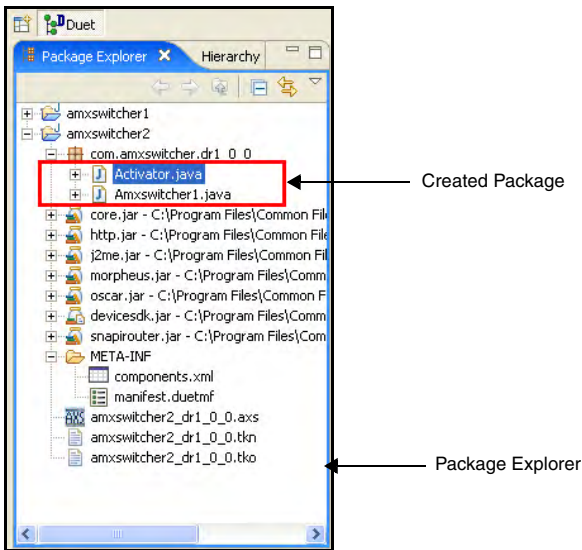 Duet
Package Explorer
Hierarchy
amxswitcher1
amxswitcher2
com.amxswitcher.dr1_0_0
Activator.java
Created Package
Amxswitcher1.java
core.jar - C:\Program Files\Common File
http.jar - C:\Program Files\Common File
j2me.jar - C:\Program Files\Common Fil
morpheus.jar - C:\Program Files\Comm
oscar.jar - C:\Program Files\Common F
devicesdk.jar - C:\Program Files\Comm
snapirouter.jar - C:\Program Files\Com
META-INF
components.xml
manifest.duetmf
AXS amxswitcher2_dr1_0_0.axs
amxswitcher2_dr1_0_0.tkn
amxswitcher2_dr1_0_0.tko
Package Explorer